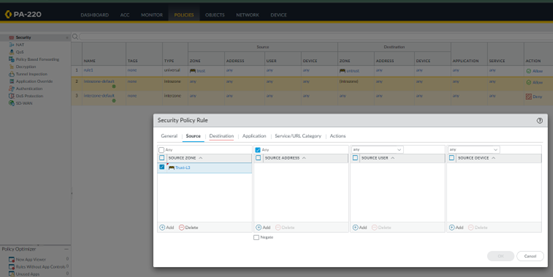 PA-220
DASHBOARD ACC MONITOR POLICIES OBJECTS NETWORK DEVICE
Security
NAT
QoS
Policy Based Forwarding
Decryption
Tunnel Inspection
Application Override
Authentication
DoS Protection
SD-WAN
Source Destination
NAME TAGS TYPE ZONE ADDRESS USER DEVICE ZONE ADDRESS DEVICE APPLICATION SERVICE ACTION
1 none universal any any any any any any any Allow
2 intrazone-default none intrazone any any any any (intrazone) any any any any Allow
3 interzone-default none interzone any any any any any any any any any Deny
Security Policy Rule
General Source Destination Application Service/URL Category Actions
Any Any any any
SOURCE ZONE SOURCE ADDRESS SOURCE USER SOURCE DEVICE
Trust-L3
Add Delete Add Delete Add Delete Add Delete
Negate
Policy Optimizer
New App Viewer
Rules Without App Controls
Unused Apps
OK Cancel